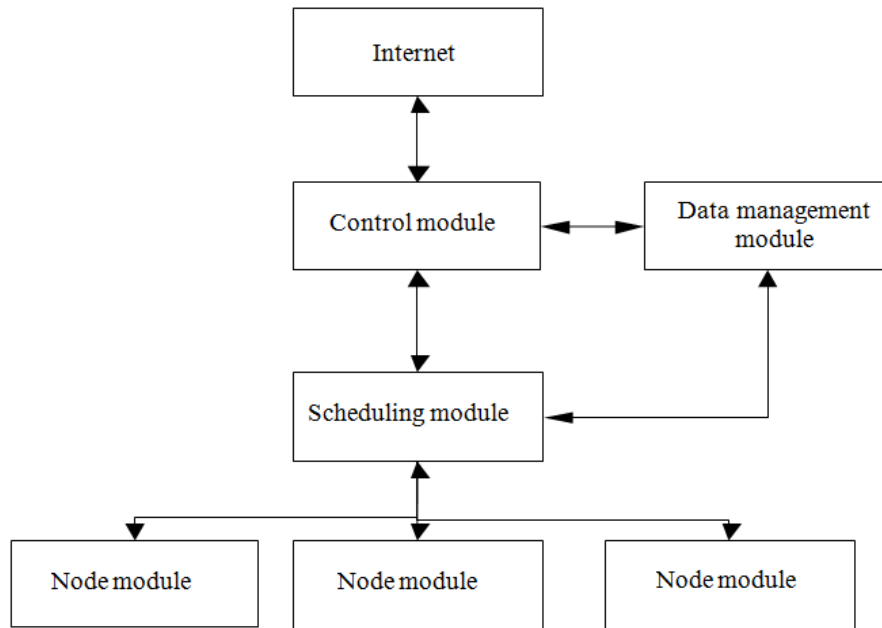 Internet
Control module
Data management
module
Scheduling module
Node module
Node module
Node module